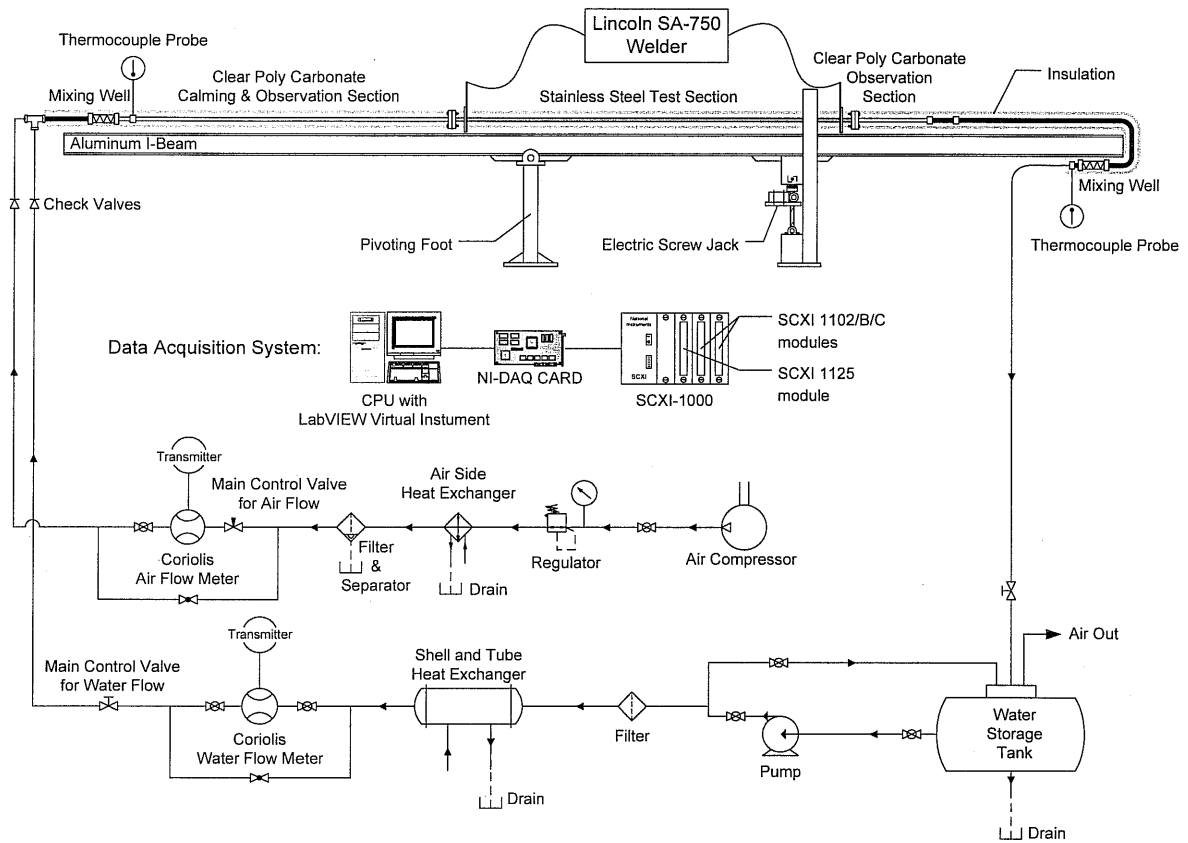 Lincoln SA-750
Welder
Thermocouple Probe
Mixing Well
Clear Poly Carbonate
Calming & Observation Section
Stainless Steel Test Section
Clear Poly Carbonate
Observation
Section
Insulation
Aluminum I-Beam
Mixing Well
Check Valves
Pivoting Foot
Electric Screw Jack
Thermocouple Probe
Data Acquisition System:
CPU with
LabVIEW Virtual Instument
NI-DAQ CARD
National
Instruments
SCXI
SCXI-1000
SCXI 1102/B/C
modules
SCXI 1125
module
Transmitter
Main Control Valve
for Air Flow
Air Side
Heat Exchanger
Coriolis
Air Flow Meter
Filter
&
Separator
Drain
Regulator
Air Compressor
Transmitter
Main Control Valve
for Water Flow
Shell and Tube
Heat Exchanger
Air Out
Coriolis
Water Flow Meter
Filter
Pump
Water
Storage
Tank
Drain
Drain